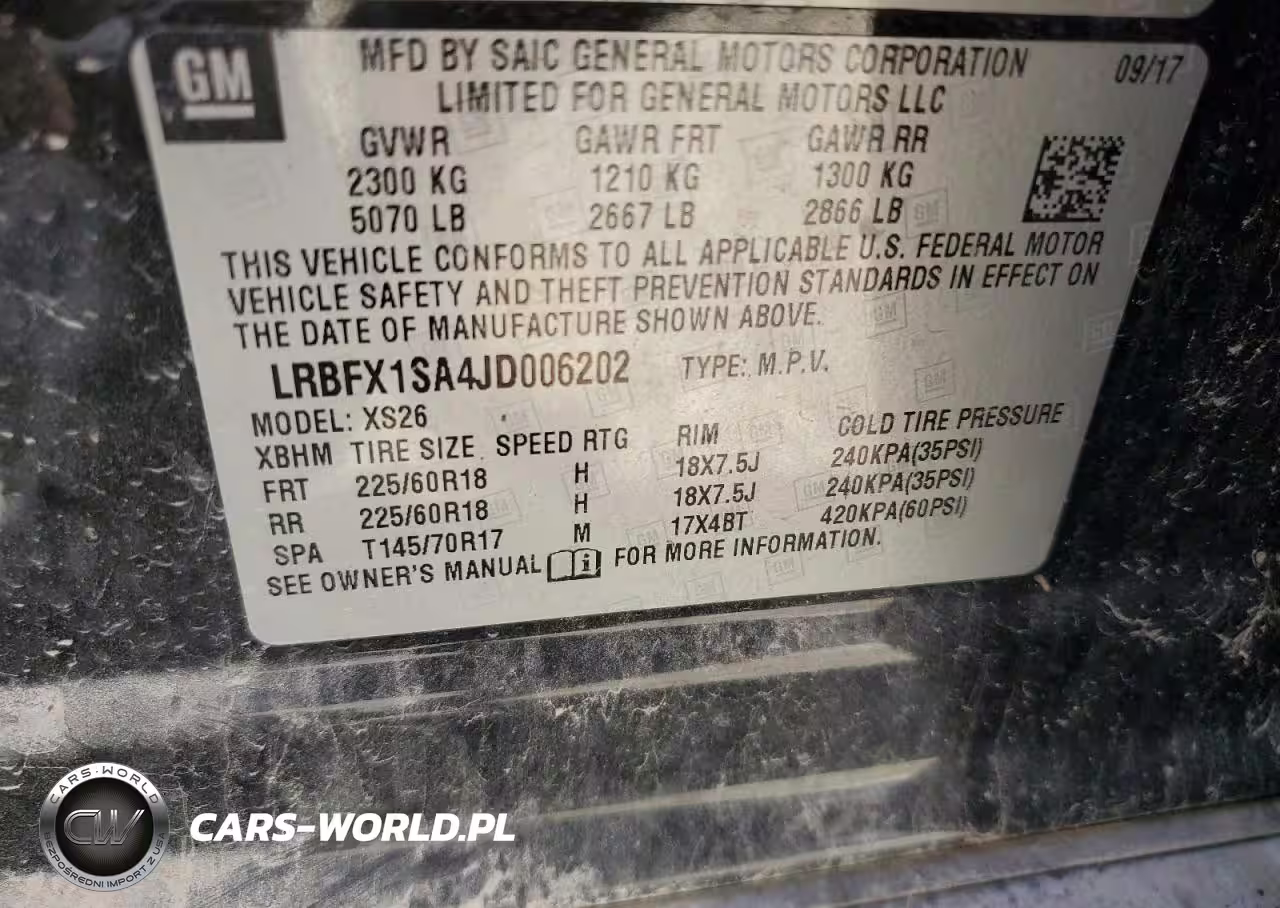 GM
MFD BY SAIC GENERAL MOTORS CORPORATION 09/17
LIMITED FOR GENERAL MOTORS LLC
GVWR GAWR FRT GAWR RR
2300 KG 1210 KG 1300 KG
5070 LB 2667 LB 2866 LB
THIS VEHICLE CONFORMS TO ALL APPLICABLE U.S. FEDERAL MOTOR
VEHICLE SAFETY AND THEFT PREVENTION STANDARDS IN EFFECT ON
THE DATE OF MANUFACTURE SHOWN ABOVE.
LRBFX1SA4JD006202 TYPE: M.P.V.
MODEL: XS26
XBHM TIRE SIZE SPEED RTG RIM COLD TIRE PRESSURE
FRT 225/60R18 H 18X7.5J 240KPA(35PSI)
RR 225/60R18 H 18X7.5J 240KPA(35PSI)
SPA T145/70R17 M 17X4BT 420KPA(60PSI)
SEE OWNER'S MANUAL FOR MORE INFORMATION.
CARS-WORLD
CW
BEZPOŚREDNI IMPORT Z USA
CARS-WORLD.PL